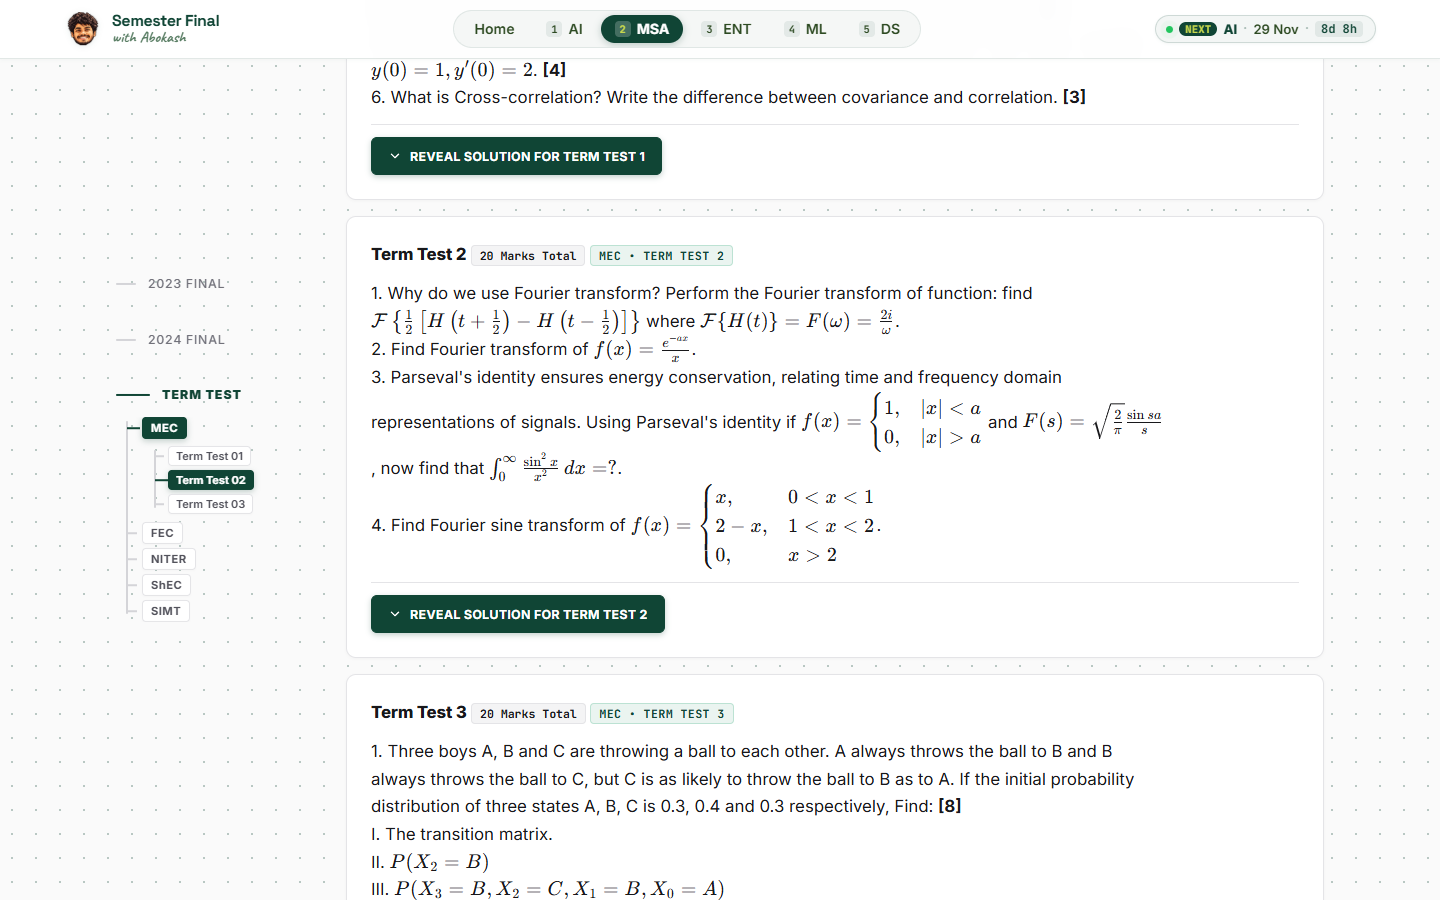 Semester Final
with Abokash
Home 1 AI 2 MSA 3 ENT 4 ML 5 DS
NEXT AI · 29 Nov · 8d 8h
y(0) = 1, y′(0) = 2. [4]
6. What is Cross-correlation? Write the difference between covariance and correlation. [3]
REVEAL SOLUTION FOR TERM TEST 1
2023 FINAL
2024 FINAL
TERM TEST
MEC
Term Test 01
Term Test 02
Term Test 03
FEC
NITER
ShEC
SIMT
Term Test 2 20 Marks Total MEC • TERM TEST 2
1. Why do we use Fourier transform? Perform the Fourier transform of function: find
ℱ {1/2 [H (t + 1/2) − H (t − 1/2)]} where ℱ{H(t)} = F(ω) = 2i/ω.
2. Find Fourier transform of f(x) = e^{−ax}/x.
3. Parseval's identity ensures energy conservation, relating time and frequency domain
representations of signals. Using Parseval's identity if f(x) = {1, |x| < a; 0, |x| > a and F(s) = √(2/π) sin sa/s
, now find that ∫₀^∞ sin² x/x² dx =?.
4. Find Fourier sine transform of f(x) = {x, 0 < x < 1; 2 − x, 1 < x < 2; 0, x > 2.
REVEAL SOLUTION FOR TERM TEST 2
Term Test 3 20 Marks Total MEC • TERM TEST 3
1. Three boys A, B and C are throwing a ball to each other. A always throws the ball to B and B
always throws the ball to C, but C is as likely to throw the ball to B as to A. If the initial probability
distribution of three states A, B, C is 0.3, 0.4 and 0.3 respectively, Find: [8]
I. The transition matrix.
II. P(X₂ = B)
III. P(X₃ = B, X₂ = C, X₁ = B, X₀ = A)